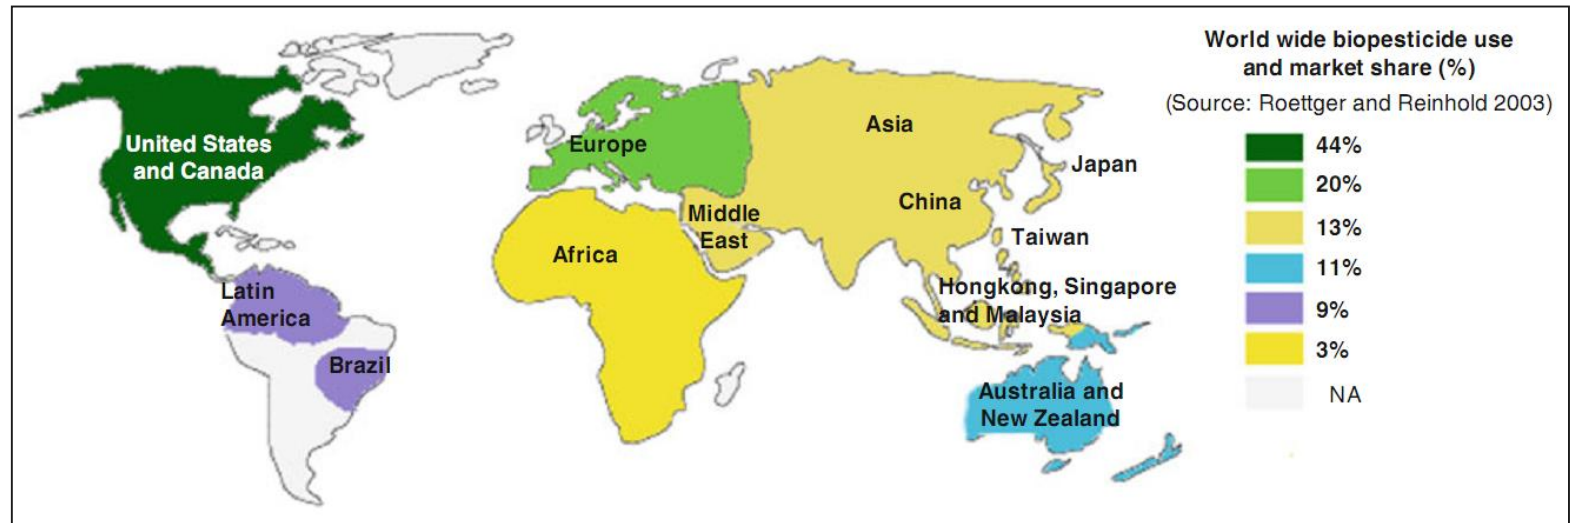 World wide biopesticide use
and market share (%)
(Source: Roettger and Reinhold 2003)
44%
20%
13%
11%
9%
3%
NA
United States
and Canada
Europe
Asia
Japan
China
Middle
East
Taiwan
Africa
Hongkong, Singapore
and Malaysia
Latin
America
Brazil
Australia and
New Zealand